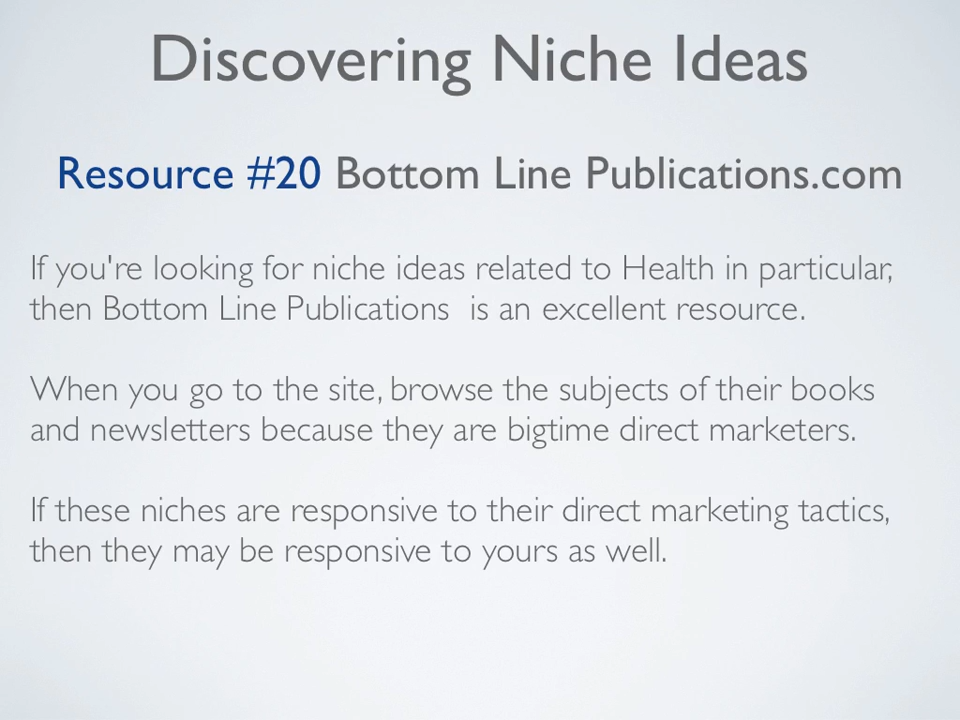 Discovering Niche Ideas
Resource #20 Bottom Line Publications.com
If you're looking for niche ideas related to Health in particular,
then Bottom Line Publications  is an excellent resource.
When you go to the site, browse the subjects of their books
and newsletters because they are bigtime direct marketers.
If these niches are responsive to their direct marketing tactics,
then they may be responsive to yours as well.